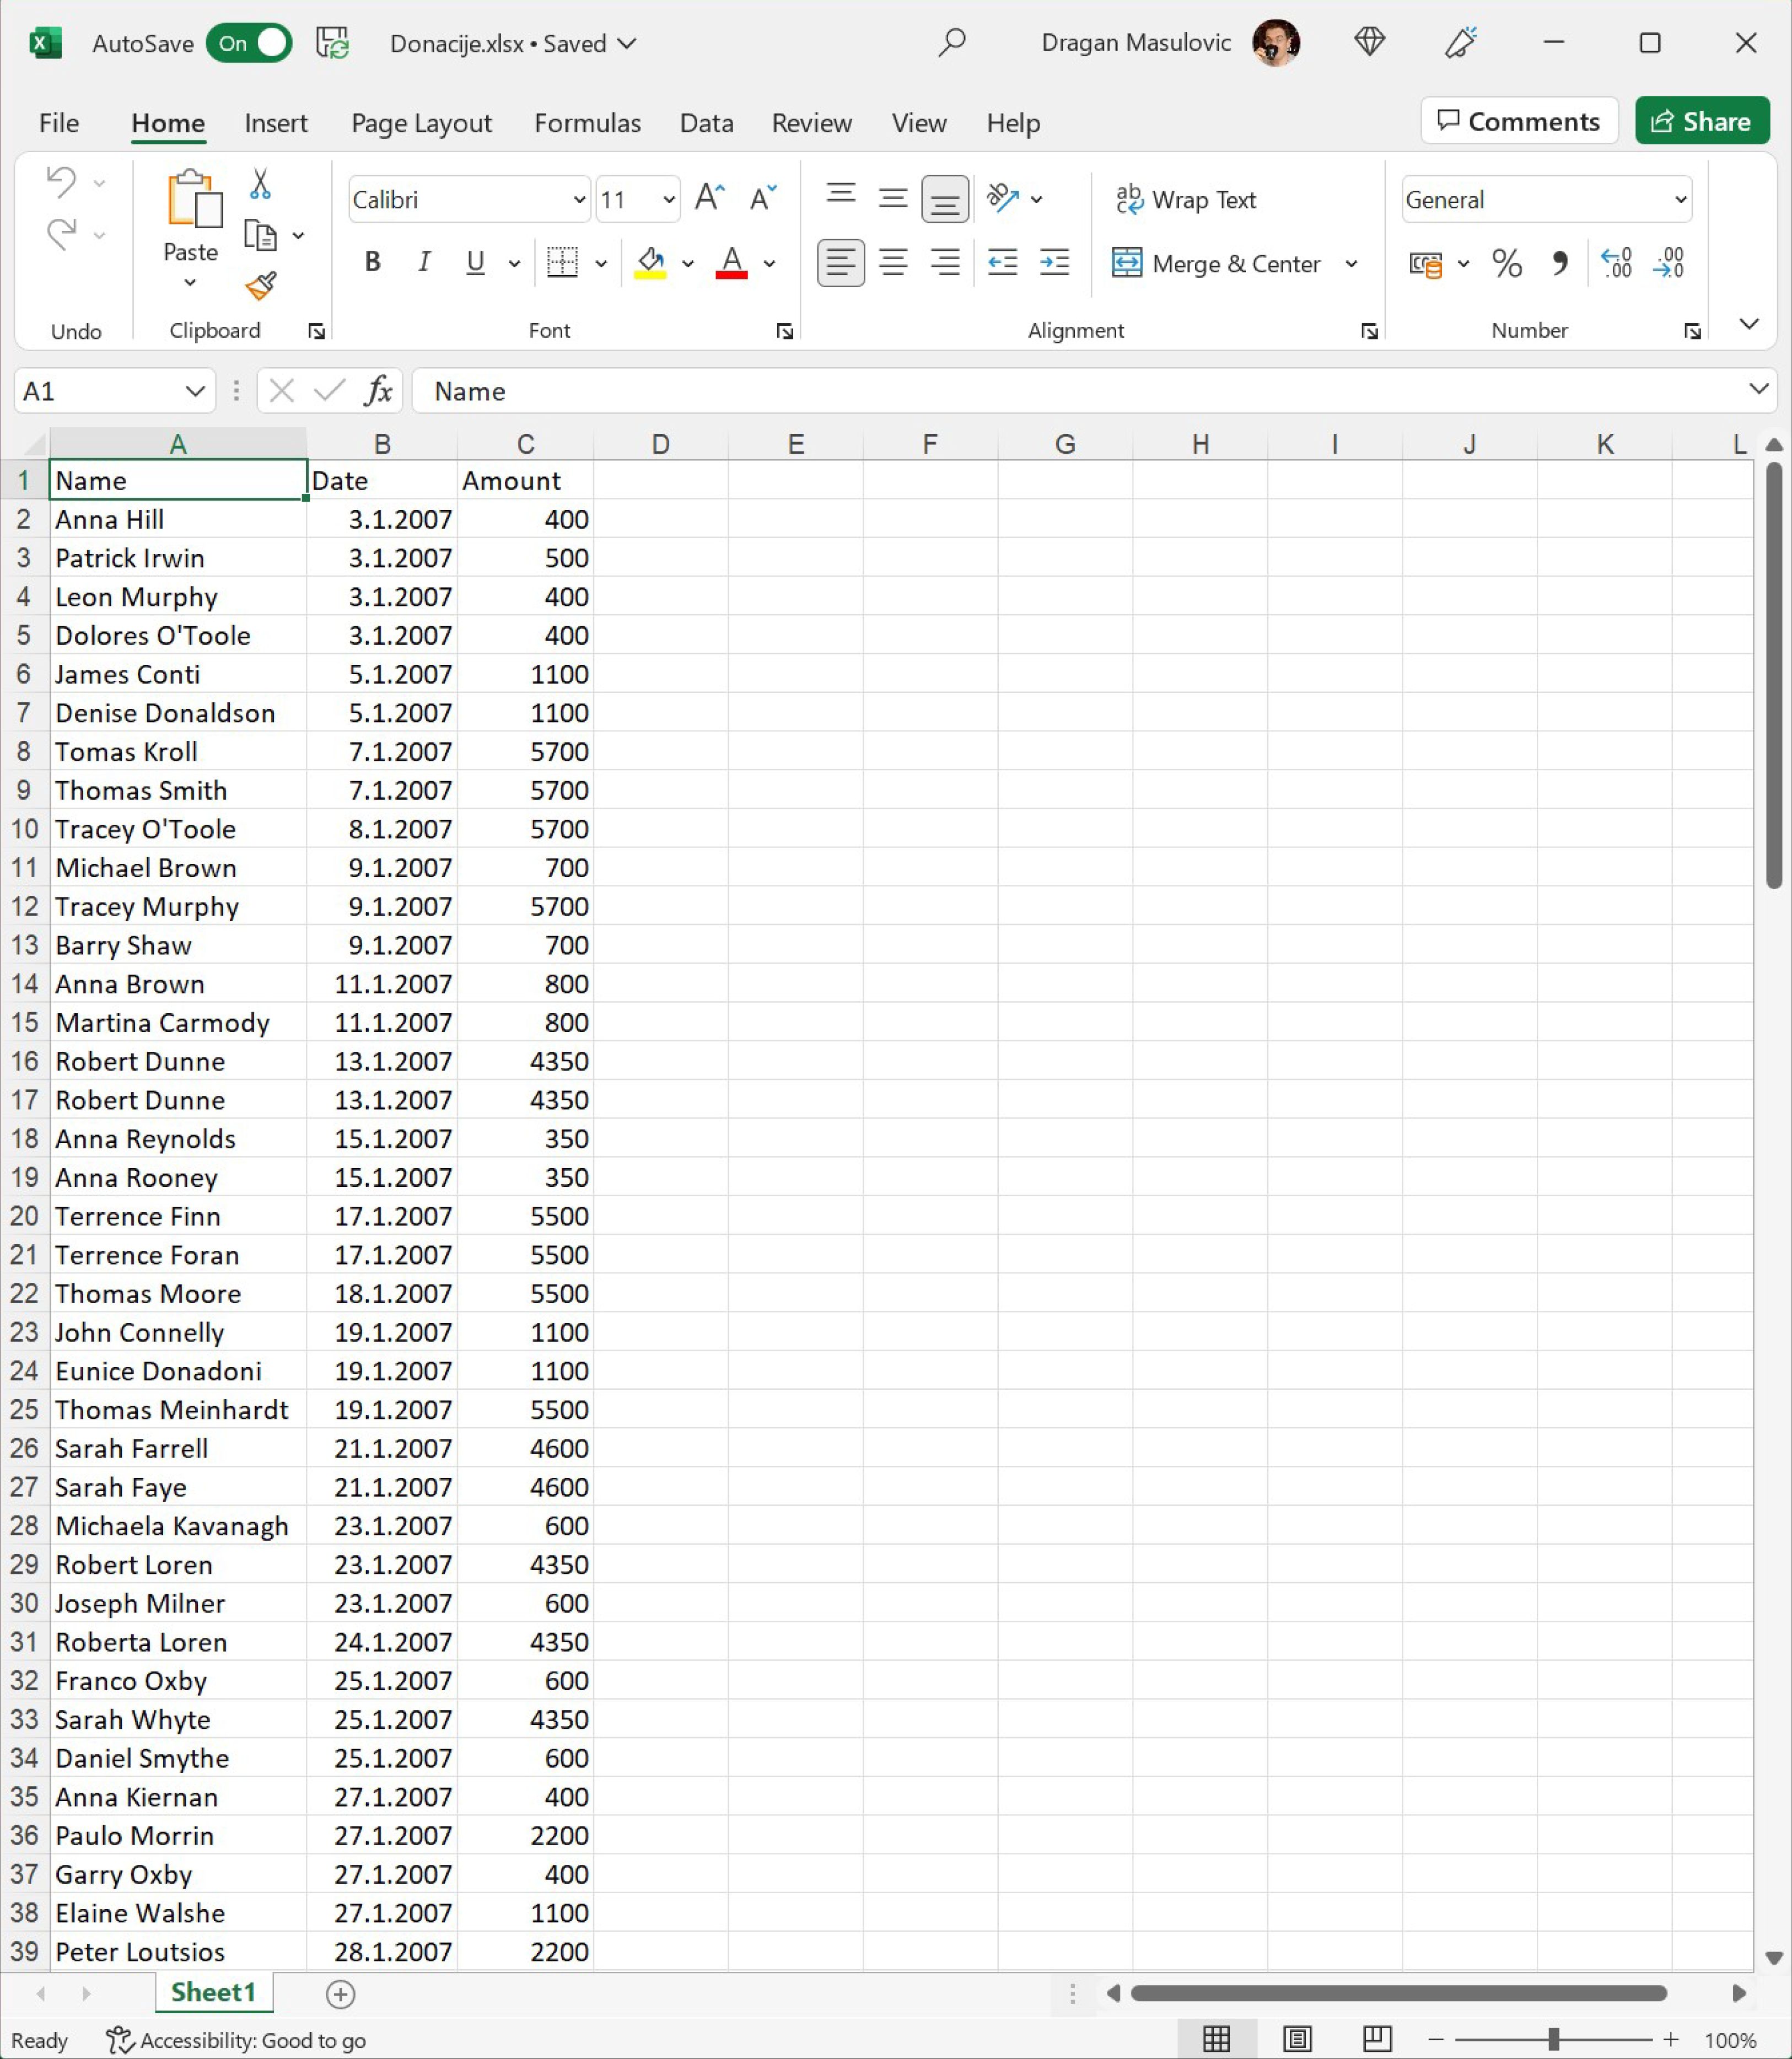 AutoSave On Donacije.xlsx • Saved Dragan Masulovic
File Home Insert Page Layout Formulas Data Review View Help Comments Share
Calibri 11 Wrap Text General
Paste B I U A Merge & Center % 
Undo Clipboard Font Alignment Number
A1 fx Name
A B C D E F G H I J K L
1 Name Date Amount
2 Anna Hill 3.1.2007 400
3 Patrick Irwin 3.1.2007 500
4 Leon Murphy 3.1.2007 400
5 Dolores O'Toole 3.1.2007 400
6 James Conti 5.1.2007 1100
7 Denise Donaldson 5.1.2007 1100
8 Tomas Kroll 7.1.2007 5700
9 Thomas Smith 7.1.2007 5700
10 Tracey O'Toole 8.1.2007 5700
11 Michael Brown 9.1.2007 700
12 Tracey Murphy 9.1.2007 5700
13 Barry Shaw 9.1.2007 700
14 Anna Brown 11.1.2007 800
15 Martina Carmody 11.1.2007 800
16 Robert Dunne 13.1.2007 4350
17 Robert Dunne 13.1.2007 4350
18 Anna Reynolds 15.1.2007 350
19 Anna Rooney 15.1.2007 350
20 Terrence Finn 17.1.2007 5500
21 Terrence Foran 17.1.2007 5500
22 Thomas Moore 18.1.2007 5500
23 John Connelly 19.1.2007 1100
24 Eunice Donadoni 19.1.2007 1100
25 Thomas Meinhardt 19.1.2007 5500
26 Sarah Farrell 21.1.2007 4600
27 Sarah Faye 21.1.2007 4600
28 Michaela Kavanagh 23.1.2007 600
29 Robert Loren 23.1.2007 4350
30 Joseph Milner 23.1.2007 600
31 Roberta Loren 24.1.2007 4350
32 Franco Oxby 25.1.2007 600
33 Sarah Whyte 25.1.2007 4350
34 Daniel Smythe 25.1.2007 600
35 Anna Kiernan 27.1.2007 400
36 Paulo Morrin 27.1.2007 2200
37 Garry Oxby 27.1.2007 400
38 Elaine Walshe 27.1.2007 1100
39 Peter Loutsios 28.1.2007 2200
Sheet1
Ready Accessibility: Good to go 100%